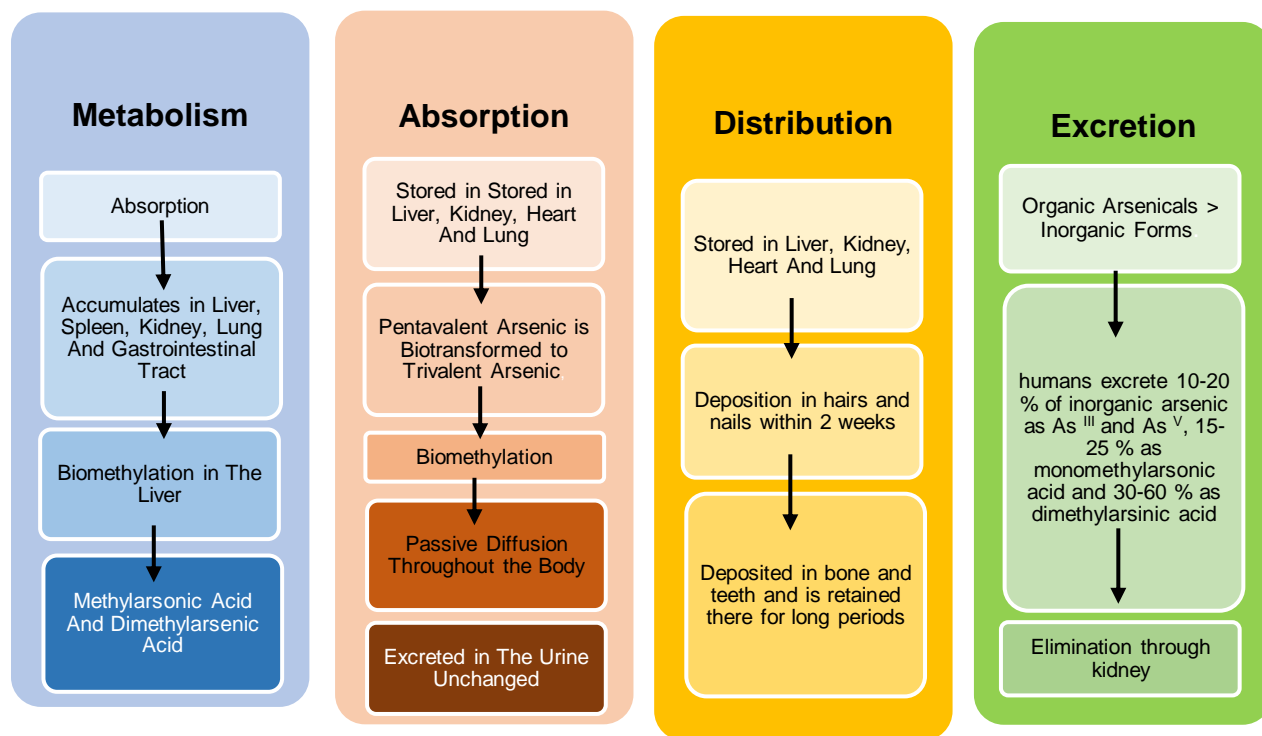 Metabolism
Absorption
Accumulates in Liver,
Spleen, Kidney, Lung
And Gastrointestinal
Tract
Biomethylation in The
Liver
Methylarsonic Acid
And Dimethylarsenic
Acid
Absorption
Stored in Stored in
Liver, Kidney, Heart
And Lung
Pentavalent Arsenic is
Biotransformed to
Trivalent Arsenic.
Biomethylation
Passive Diffusion
Throughout the Body
Excreted in The Urine
Unchanged
Distribution
Stored in Liver, Kidney,
Heart And Lung
Deposition in hairs and
nails within 2 weeks
Deposited in bone and
teeth and is retained
there for long periods
Excretion
Organic Arsenicals >
Inorganic Forms.
humans excrete 10-20
% of inorganic arsenic
as As III and As V, 15-
25 % as
monomethylarsonic
acid and 30-60 % as
dimethylarsinic acid
Elimination through
kidney